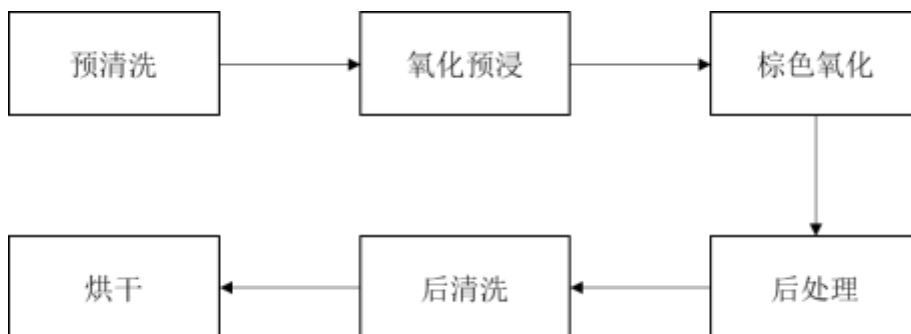 预清洗
氧化预浸
棕色氧化
后处理
后清洗
烘干